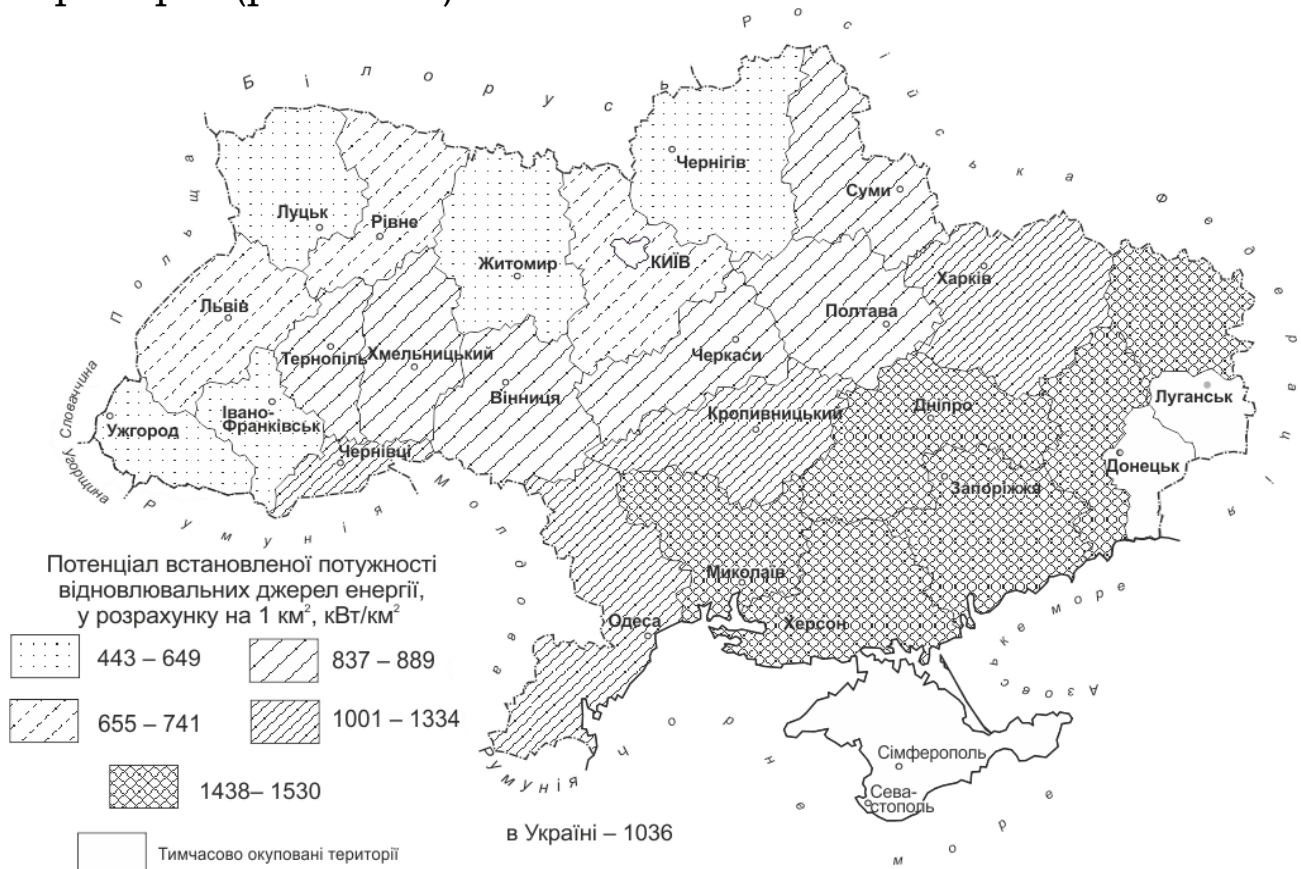 Білорусь
Російська Федерація
Польща
Словаччина
Угорщина
Румунія
Молдова
Румунія
Чорне море
Азовське море
Чернігів
Суми
Луцьк
Рівне
Житомир
КИЇВ
Харків
Львів
Полтава
Тернопіль
Хмельницький
Черкаси
Вінниця
Луганськ
Івано-
Франківськ
Кропивницький
Дніпро
Ужгород
Чернівці
Донецьк
Запоріжжя
Миколаїв
Одеса
Херсон
Сімферополь
Сева-
стополь
Потенціал встановленої потужності
відновлювальних джерел енергії,
у розрахунку на 1 км², кВт/км²
443 – 649
837 – 889
655 – 741
1001 – 1334
1438– 1530
в Україні – 1036
Тимчасово окуповані території